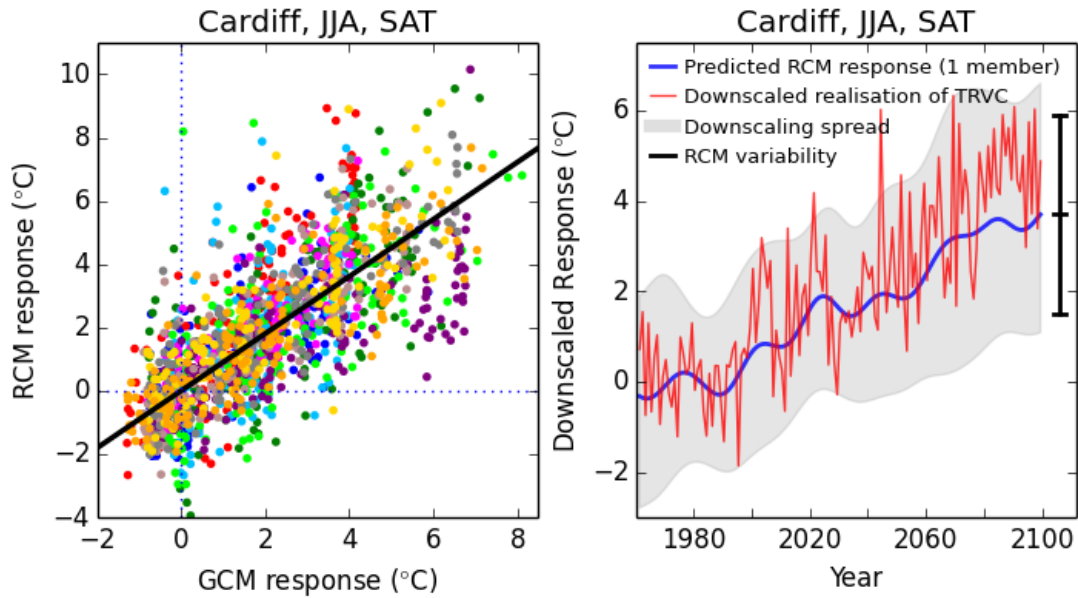 Cardiff, JJA, SAT
RCM response (°C)
10
8
6
4
2
0
−2
−4
−2 0 2 4 6 8
GCM response (°C)
Cardiff, JJA, SAT
Predicted RCM response (1 member)
Downscaled realisation of TRVC
Downscaling spread
RCM variability
Downscaled Response (°C)
6
4
2
0
−2
1980 2020 2060 2100
Year